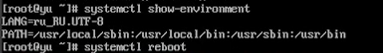 [root@yu ~]# systemctl show-environment
LANG=ru_RU.UTF-8
PATH=/usr/local/sbin:/usr/local/bin:/usr/sbin:/usr/bin
[root@yu ~]# systemctl reboot